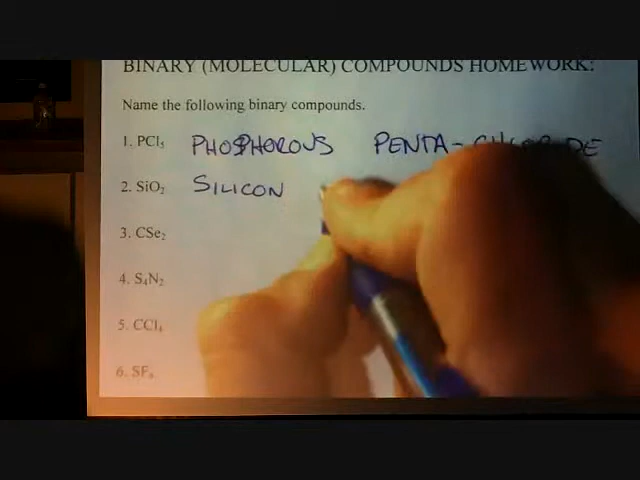 BINARY (MOLECULAR) COMPOUNDS HOMEWORK:
Name the following binary compounds.
1. PCl₅ PHOSPHOROUS PENTA-
2. SiO₂ SILICON
3. CSe₂
4. S₄N₂
5. CCl₄
6. SF₆